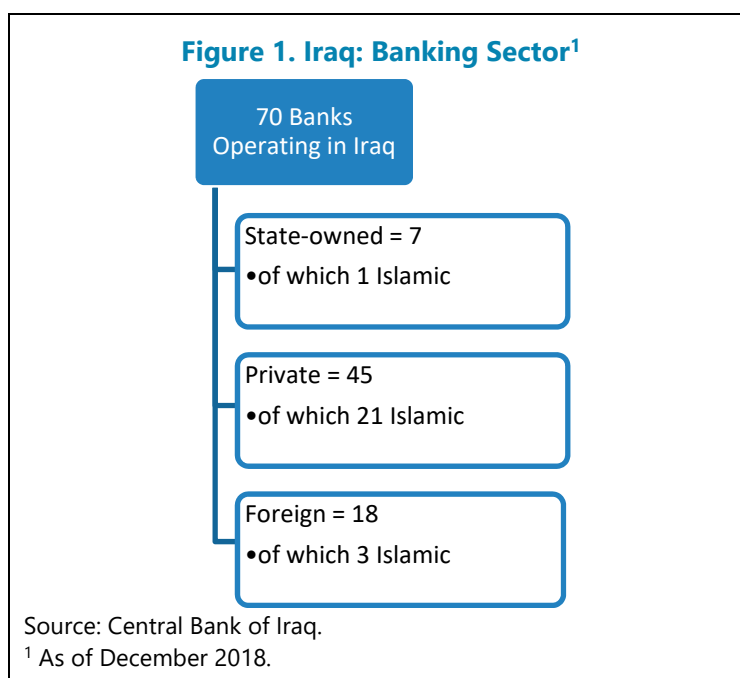 Figure 1. Iraq: Banking Sector¹
70 Banks
Operating in Iraq
State-owned = 7
•of which 1 Islamic
Private = 45
•of which 21 Islamic
Foreign = 18
•of which 3 Islamic
Source: Central Bank of Iraq.
¹ As of December 2018.